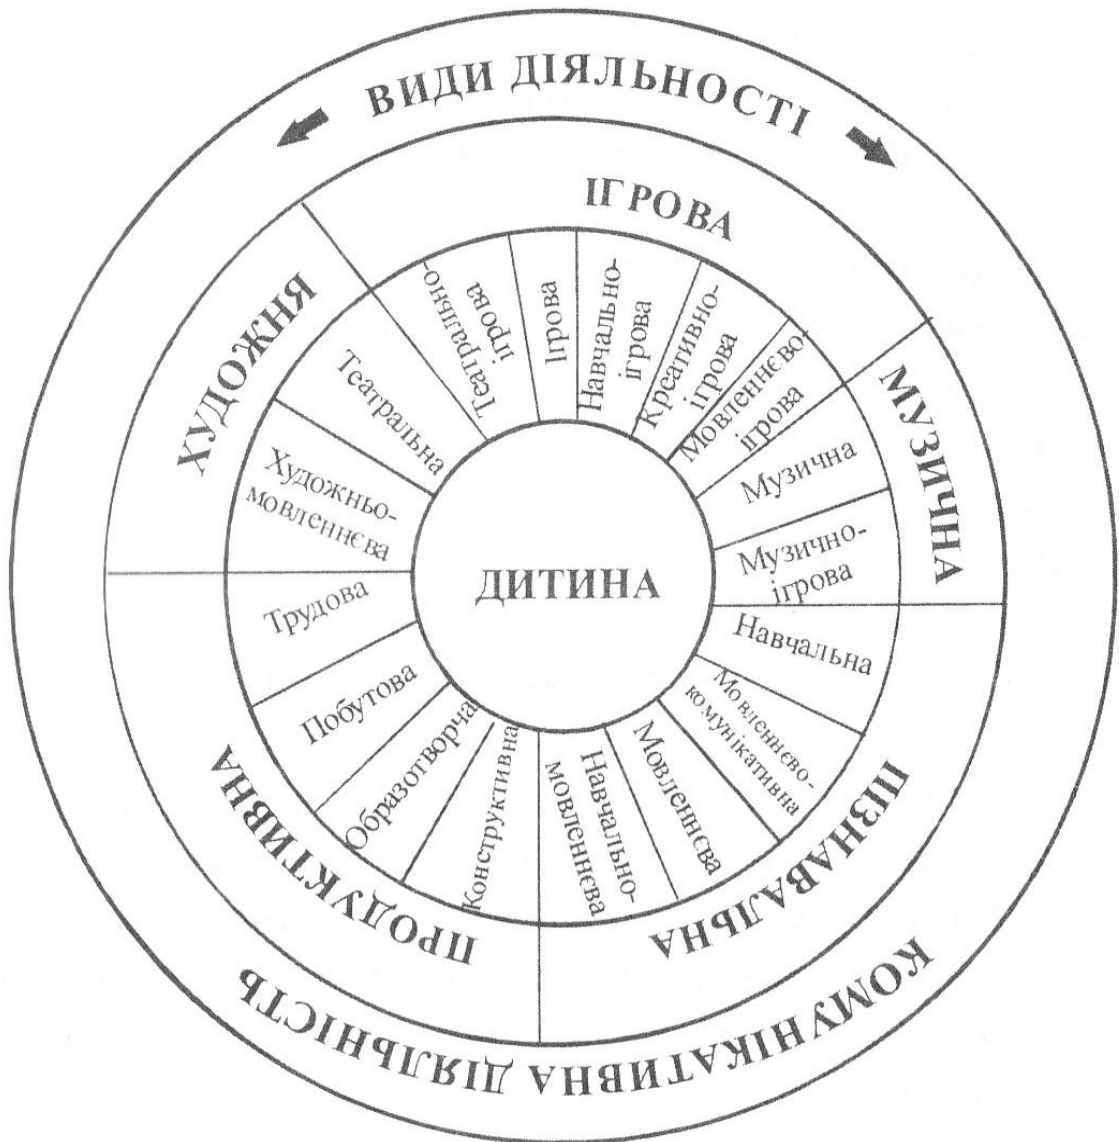 ВИДИ ДІЯЛЬНОСТІ
ІГРОВА
Театрально-
ігрова
Ігрова
Навчально-
ігрова
Креативно-
ігрова
Мовленнєво-
ігрова
МУЗИЧНА
Музична
Музично-
ігрова
ПІЗНАВАЛЬНА
Навчальна
Мовленнєво-
комунікативна
Мовленнєва
Навчально-
мовленнєва
ПРОДУКТИВНА
Конструктивна
Образотворча
Побутова
Трудова
ХУДОЖНЯ
Художньо-
мовленнєва
Театральна
ДИТИНА
КОМУНІКАТИВНА ДІЯЛЬНІСТЬ